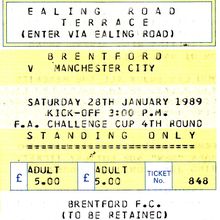 EALING ROAD
TERRACE
(ENTER VIA EALING ROAD)
BRENTFORD
V MANCHESTER CITY
SATURDAY 28TH JANUARY 1989
KICK-OFF 3:00 P.M.
F.A. CHALLENGE CUP 4TH ROUND
STANDING ONLY
£ ADULT 5.00 £ ADULT 5.00 TICKET No. 848
BRENTFORD F.C.
(TO BE RETAINED)